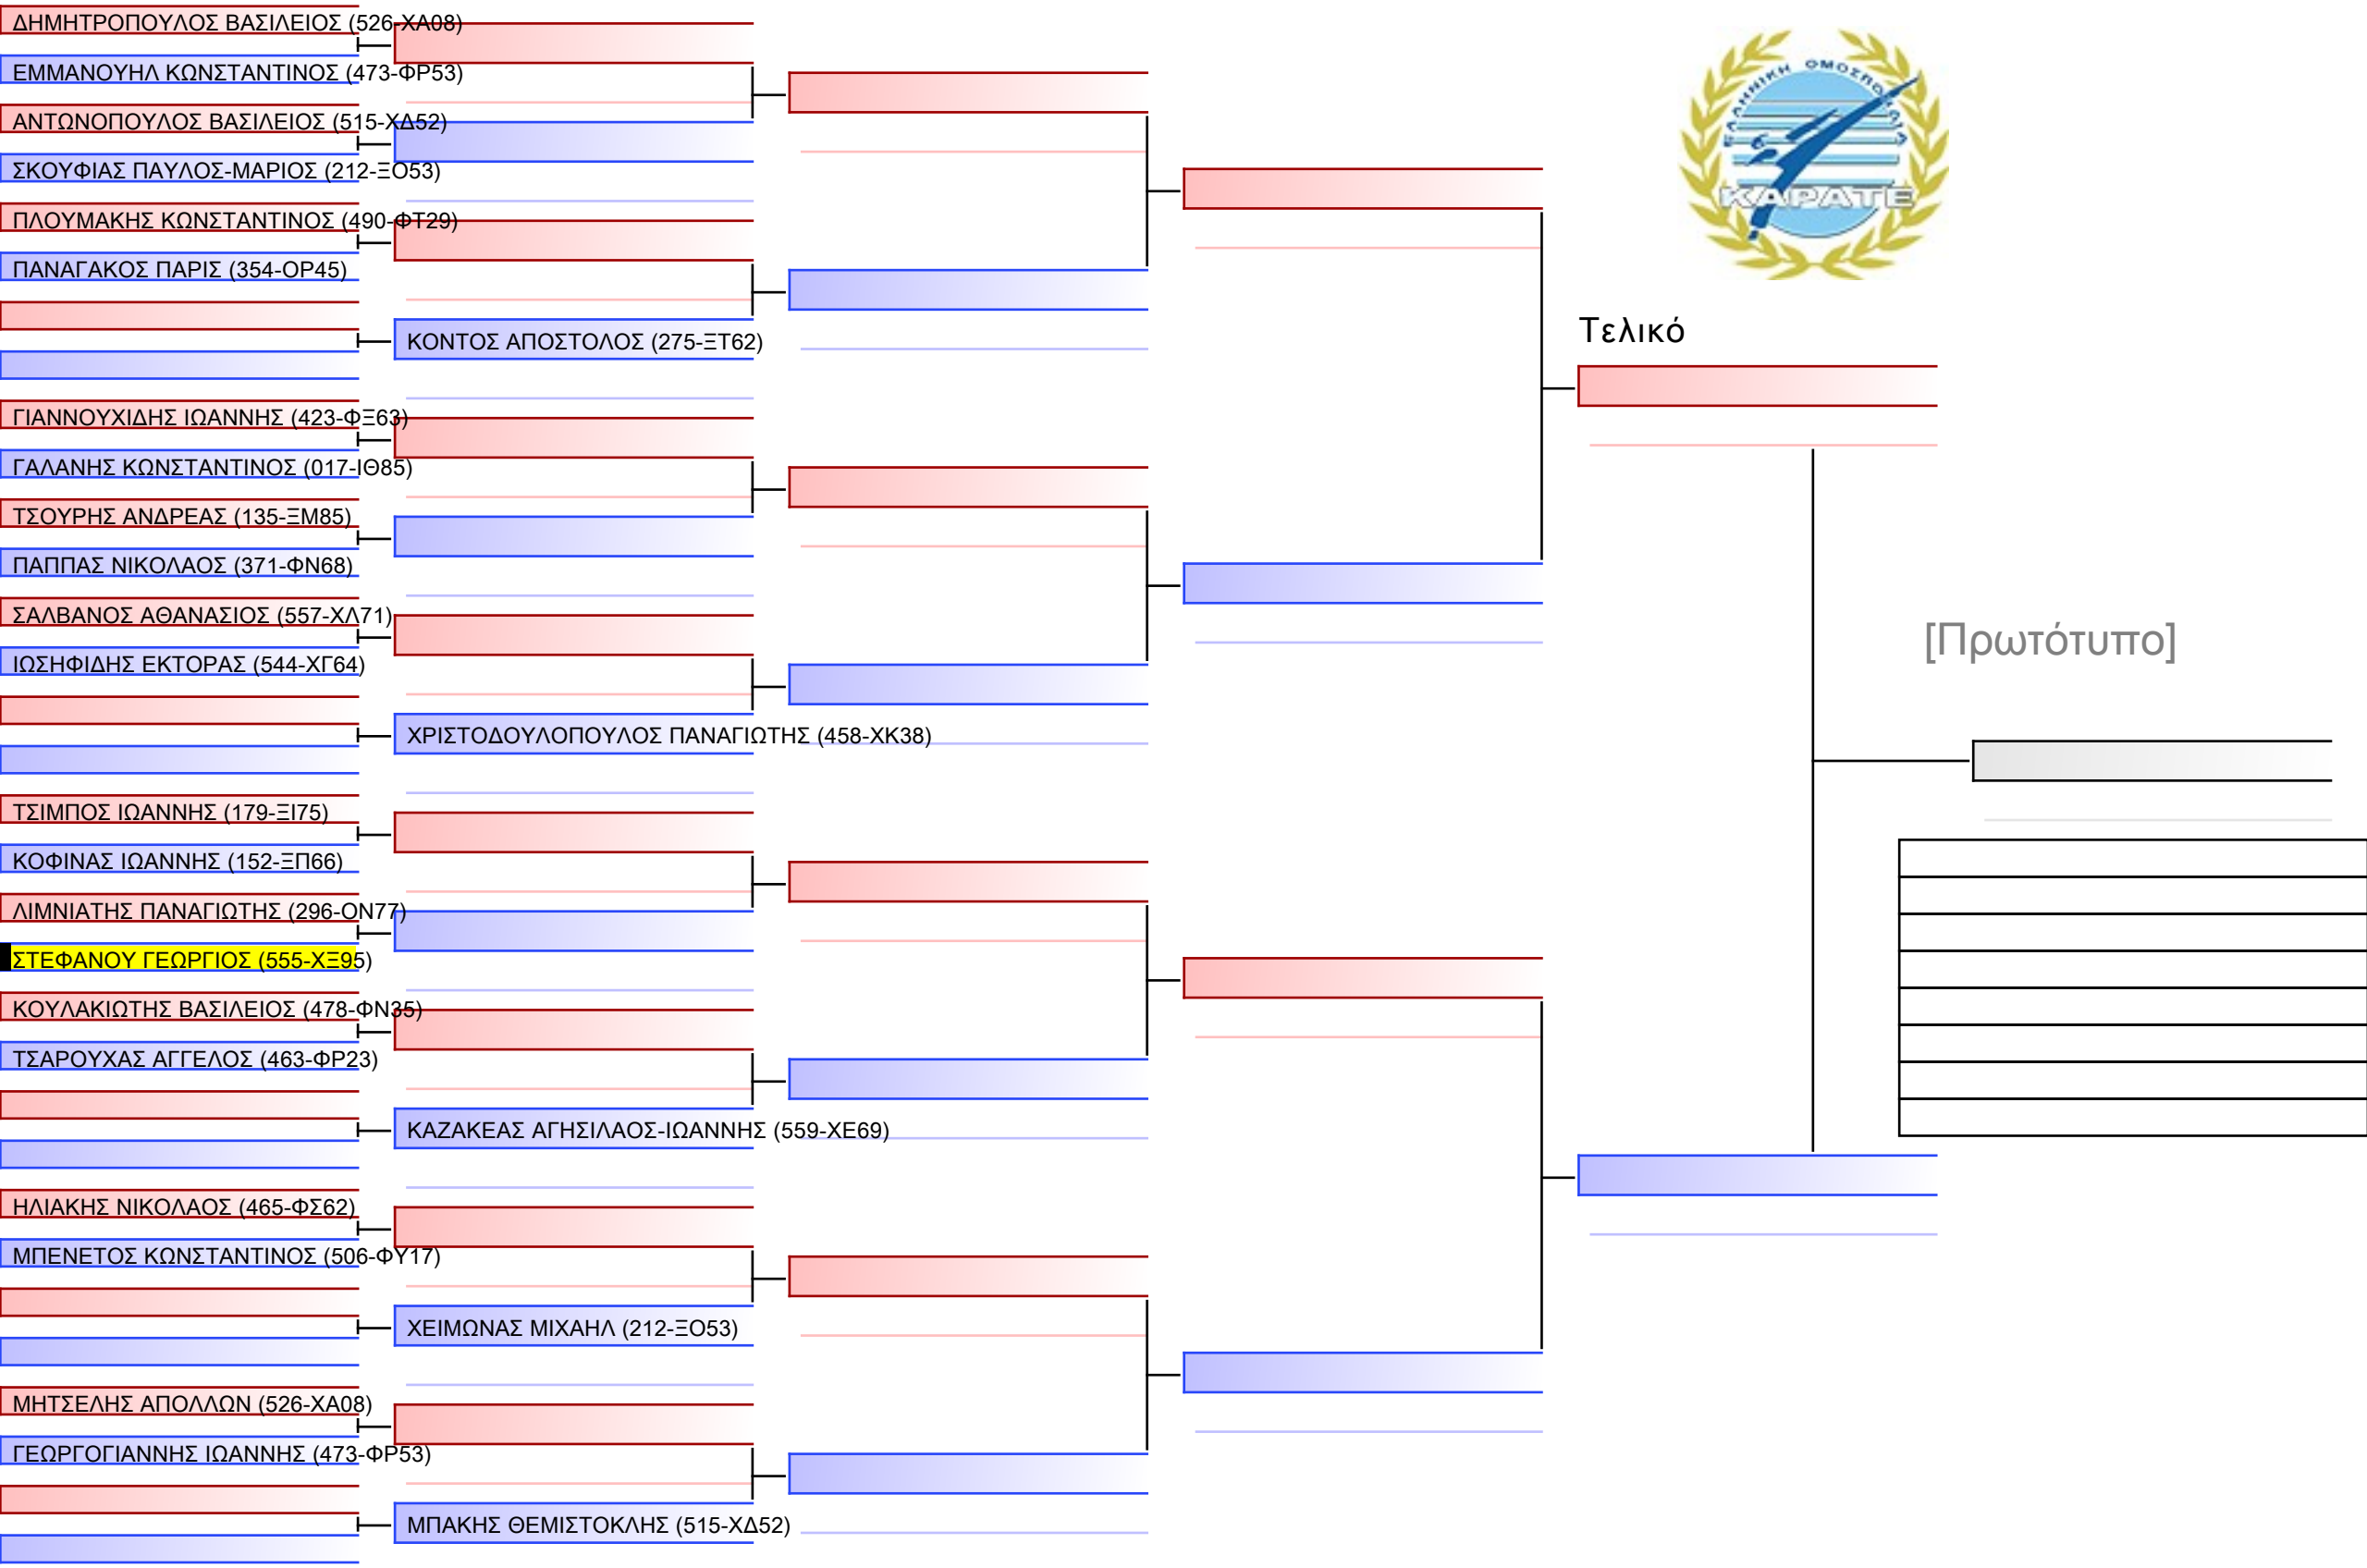 ΔΗΜΗΤΡΟΠΟΥΛΟΣ ΒΑΣΙΛΕΙΟΣ (526-ΧΑ08)
ΕΜΜΑΝΟΥΗΛ ΚΩΝΣΤΑΝΤΙΝΟΣ (473-ΦΡ53)
ΑΝΤΩΝΟΠΟΥΛΟΣ ΒΑΣΙΛΕΙΟΣ (515-ΧΔ52)
ΣΚΟΥΦΙΑΣ ΠΑΥΛΟΣ-ΜΑΡΙΟΣ (212-ΞΟ53)
ΠΛΟΥΜΑΚΗΣ ΚΩΝΣΤΑΝΤΙΝΟΣ (490-ΦΤ29)
ΠΑΝΑΓΑΚΟΣ ΠΑΡΙΣ (354-ΟΡ45)
ΚΟΝΤΟΣ ΑΠΟΣΤΟΛΟΣ (275-ΞΤ62)
ΓΙΑΝΝΟΥΧΙΔΗΣ ΙΩΑΝΝΗΣ (423-ΦΞ63)
ΓΑΛΑΝΗΣ ΚΩΝΣΤΑΝΤΙΝΟΣ (017-ΙΘ85)
ΤΣΟΥΡΗΣ ΑΝΔΡΕΑΣ (135-ΞΜ85)
ΠΑΠΠΑΣ ΝΙΚΟΛΑΟΣ (371-ΦΝ68)
ΣΑΛΒΑΝΟΣ ΑΘΑΝΑΣΙΟΣ (557-ΧΛ71)
ΙΩΣΗΦΙΔΗΣ ΕΚΤΟΡΑΣ (544-ΧΓ64)
ΧΡΙΣΤΟΔΟΥΛΟΠΟΥΛΟΣ ΠΑΝΑΓΙΩΤΗΣ (458-ΧΚ38)
ΤΣΙΜΠΟΣ ΙΩΑΝΝΗΣ (179-ΞΙ75)
ΚΟΦΙΝΑΣ ΙΩΑΝΝΗΣ (152-ΞΠ66)
ΛΙΜΝΙΑΤΗΣ ΠΑΝΑΓΙΩΤΗΣ (296-ΟΝ77)
ΣΤΕΦΑΝΟΥ ΓΕΩΡΓΙΟΣ (555-ΧΞ95)
ΚΟΥΛΑΚΙΩΤΗΣ ΒΑΣΙΛΕΙΟΣ (478-ΦΝ35)
ΤΣΑΡΟΥΧΑΣ ΑΓΓΕΛΟΣ (463-ΦΡ23)
ΚΑΖΑΚΕΑΣ ΑΓΗΣΙΛΑΟΣ-ΙΩΑΝΝΗΣ (559-ΧΕ69)
ΗΛΙΑΚΗΣ ΝΙΚΟΛΑΟΣ (465-ΦΣ62)
ΜΠΕΝΕΤΟΣ ΚΩΝΣΤΑΝΤΙΝΟΣ (506-ΦΥ17)
ΧΕΙΜΩΝΑΣ ΜΙΧΑΗΛ (212-ΞΟ53)
ΜΗΤΣΕΛΗΣ ΑΠΟΛΛΩΝ (526-ΧΑ08)
ΓΕΩΡΓΟΓΙΑΝΝΗΣ ΙΩΑΝΝΗΣ (473-ΦΡ53)
ΜΠΑΚΗΣ ΘΕΜΙΣΤΟΚΛΗΣ (515-ΧΔ52)
ΕΛΛΗΝΙΚΗ ΟΜΟΣΠΟΝΔΙΑ
ΚΑΡΑΤΕ
Τελικό
[Πρωτότυπο]